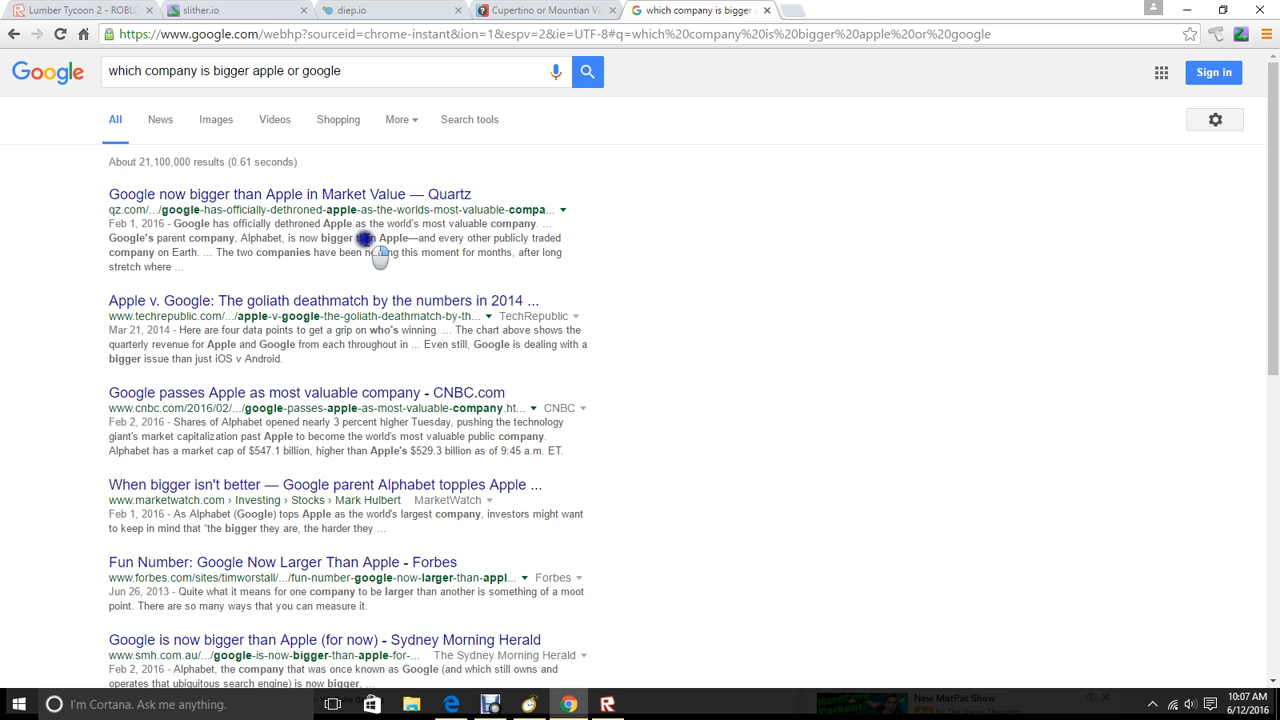 Lumber Tycoon 2 - ROBLO
slither.io
diep.io
Cupertino or Mountian V
which company is bigger
https://www.google.com/webhp?sourceid=chrome-instant&ion=1&espv=2&ie=UTF-8#q=which%20company%20is%20bigger%20apple%20or%20google
Google
which company is bigger apple or google
Sign in
All News Images Videos Shopping More Search tools
About 21,100,000 results (0.61 seconds)
Google now bigger than Apple in Market Value — Quartz
qz.com/.../google-has-officially-dethroned-apple-as-the-worlds-most-valuable-compa...
Feb 1, 2016 - Google has officially dethroned Apple as the world's most valuable company. ...
Google's parent company, Alphabet, is now bigger than Apple—and every other publicly traded
company on Earth. ... The two companies have been this moment for months, after long
stretch where ...
Apple v. Google: The goliath deathmatch by the numbers in 2014 ...
www.techrepublic.com/.../apple-v-google-the-goliath-deathmatch-by-th... TechRepublic
Mar 21, 2014 - Here are four data points to get a grip on who's winning. ... The chart above shows the
quarterly revenue for Apple and Google from each throughout in ... Even still, Google is dealing with a
bigger issue than just iOS v Android.
Google passes Apple as most valuable company - CNBC.com
www.cnbc.com/2016/02/.../google-passes-apple-as-most-valuable-company.ht... CNBC
Feb 2, 2016 - Shares of Alphabet opened nearly 3 percent higher Tuesday, pushing the technology
giant's market capitalization past Apple to become the world's most valuable public company.
Alphabet has a market cap of $547.1 billion, higher than Apple's $529.3 billion as of 9:45 a.m. ET.
When bigger isn't better — Google parent Alphabet topples Apple ...
www.marketwatch.com › Investing › Stocks › Mark Hulbert MarketWatch
Feb 1, 2016 - As Alphabet (Google) tops Apple as the world's largest company, investors might want
to keep in mind that "the bigger they are, the harder they ...
Fun Number: Google Now Larger Than Apple - Forbes
www.forbes.com/sites/timworstall/.../fun-number-google-now-larger-than-appl... Forbes
Jun 26, 2013 - Quite what it means for one company to be larger than another is something of a moot
point. There are so many ways that you can measure it.
Google is now bigger than Apple (for now) - Sydney Morning Herald
www.smh.com.au/.../google-is-now-bigger-than-apple-for-... The Sydney Morning Herald
Feb 2, 2016 - Alphabet, the company that was once known as Google (and which still owns and
operates that ubiquitous search engine) is now bigger,
I'm Cortana. Ask me anything.
New MatPat Show
10:07 AM
6/12/2016